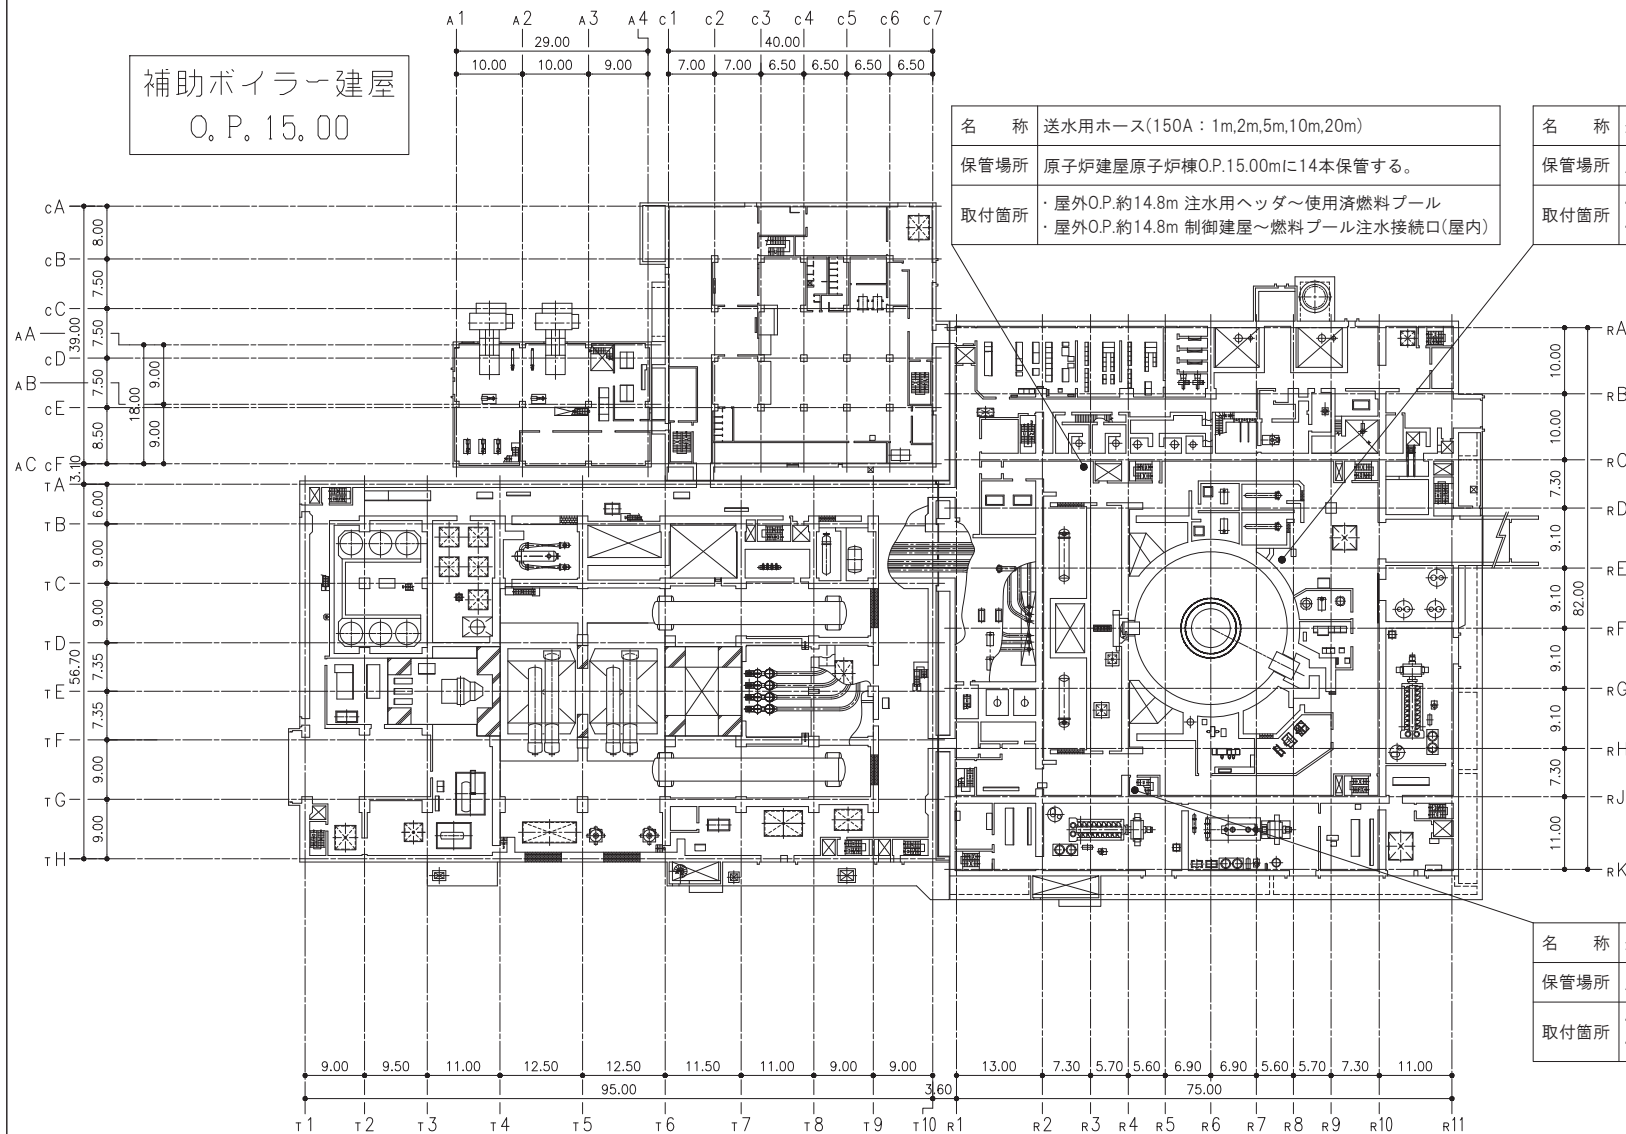 A1 A2 A3 A4 c1 c2 c3 c4 c5 c6 c7
29.00 40.00
10.00 10.00 9.00 7.00 7.00 6.50 6.50 6.50 6.50
補助ボイラー建屋
O.P.15.00
名 称 送水用ホース(150A：1m,2m,5m,10m,20m)
保管場所 原子炉建屋原子炉棟O.P.15.00mに14本保管する。
取付箇所 ・屋外O.P.約14.8m 注水用ヘッダ～使用済燃料プール
・屋外O.P.約14.8m 制御建屋～燃料プール注水接続口(屋内)
名 称
保管場所
取付箇所
cA
8.00
cB
7.50
cC
AA
39.00
7.50
cD
AB
7.50
18.00
9.00
cE
8.50
9.00
AC cF
3.10
TA
6.00
TB
9.00
TC
9.00
TD
56.70
7.35
TE
7.35
TF
9.00
TG
9.00
TH
RA
10.00
RB
10.00
RC
7.30
RD
9.10
RE
9.10
82.00
RF
9.10
RG
9.10
RH
7.30
RJ
11.00
RK
名 称
保管場所
取付箇所
9.00 9.50 11.00 12.50 12.50 11.50 11.00 9.00 9.00 13.00 7.30 5.70 5.60 6.90 6.90 5.60 5.70 7.30 11.00
95.00 3.60 75.00
T1 T2 T3 T4 T5 T6 T7 T8 T9 T10 R1 R2 R3 R4 R5 R6 R7 R8 R9 R10 R11